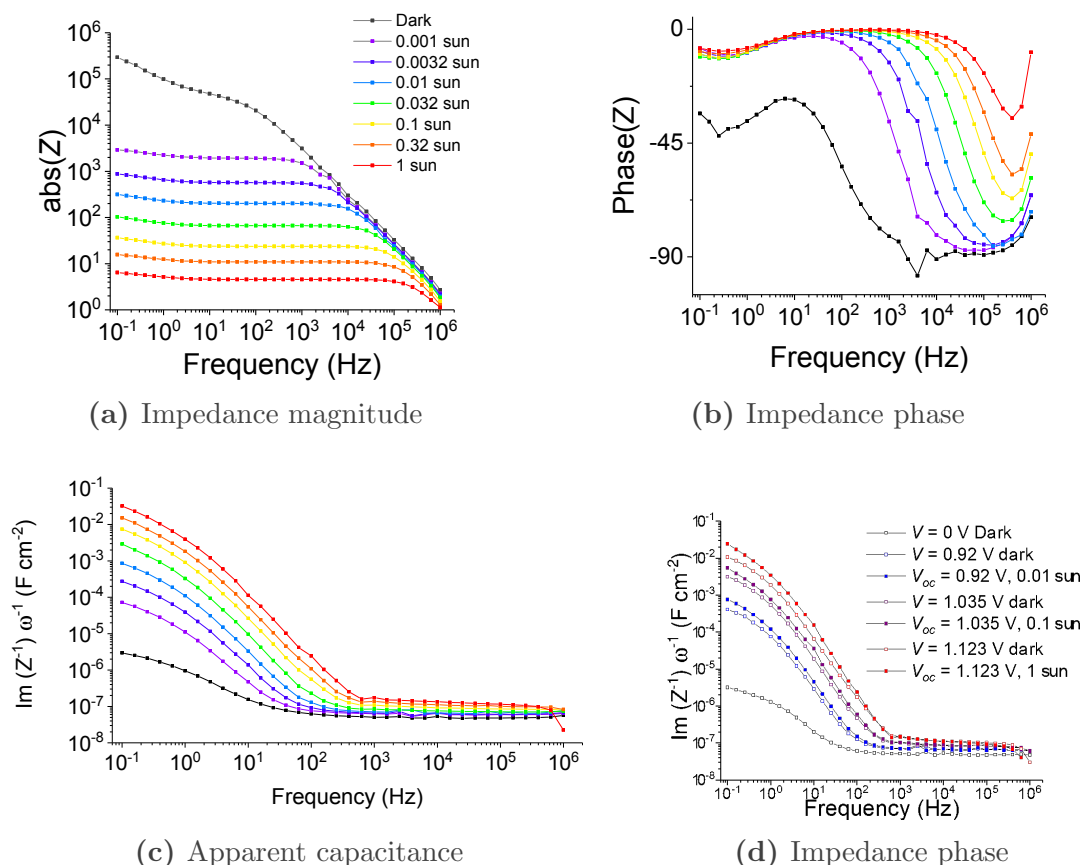 abs(Z)
10^6
10^5
10^4
10^3
10^2
10^1
10^0
Dark
0.001 sun
0.0032 sun
0.01 sun
0.032 sun
0.1 sun
0.32 sun
1 sun
10^-1 10^0 10^1 10^2 10^3 10^4 10^5 10^6
Frequency (Hz)
(a) Impedance magnitude
Phase(Z)
0
-45
-90
10^-1 10^0 10^1 10^2 10^3 10^4 10^5 10^6
Frequency (Hz)
(b) Impedance phase
Im (Z^-1) ω^-1 (F cm^-2)
10^-1
10^-2
10^-3
10^-4
10^-5
10^-6
10^-7
10^-8
10^-1 10^0 10^1 10^2 10^3 10^4 10^5 10^6
Frequency (Hz)
(c) Apparent capacitance
Im (Z^-1) ω^-1 (F cm^-2)
10^-1
10^-2
10^-3
10^-4
10^-5
10^-6
10^-7
10^-8
V = 0 V Dark
V = 0.92 V dark
V_oc = 0.92 V, 0.01 sun
V = 1.035 V dark
V_oc = 1.035 V, 0.1 sun
V = 1.123 V dark
V_oc = 1.123 V, 1 sun
10^-1 10^0 10^1 10^2 10^3 10^4 10^5 10^6
Frequency (Hz)
(d) Impedance phase